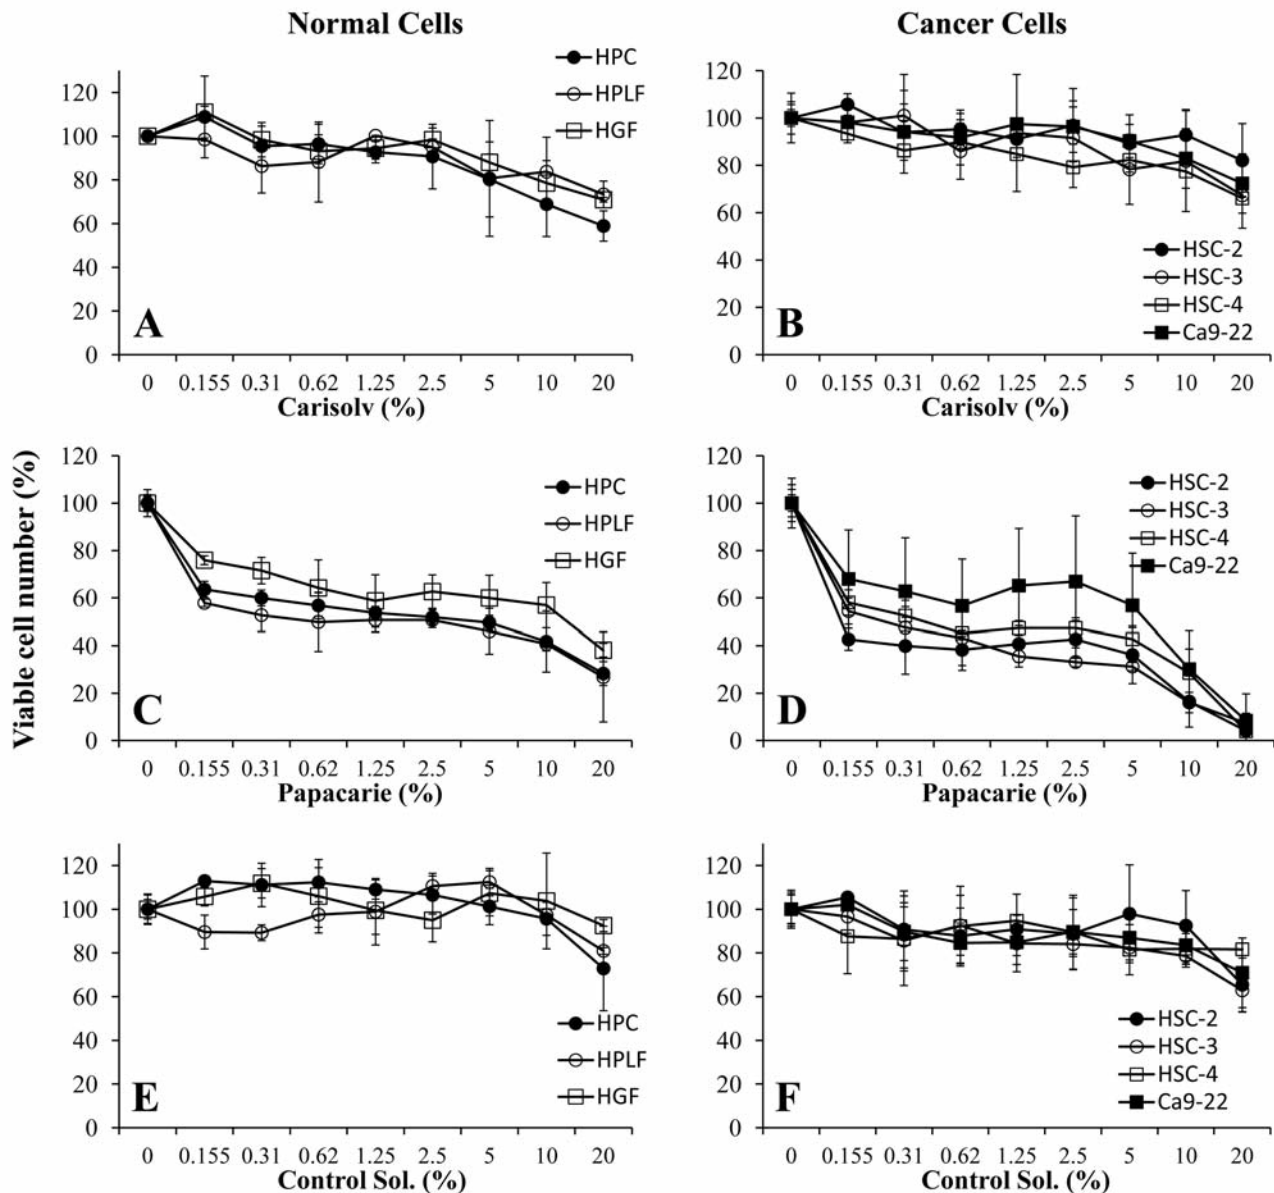 Normal Cells
Cancer Cells
Viable cell number (%)
HPC
HPLF
HGF
120
100
80
60
40
20
0
A
0 0.155 0.31 0.62 1.25 2.5 5 10 20
Carisolv (%)
120
100
80
60
40
20
0
HSC-2
HSC-3
HSC-4
Ca9-22
B
0 0.155 0.31 0.62 1.25 2.5 5 10 20
Carisolv (%)
120
100
80
60
40
20
0
HPC
HPLF
HGF
C
0 0.155 0.31 0.62 1.25 2.5 5 10 20
Papacarie (%)
120
100
80
60
40
20
0
HSC-2
HSC-3
HSC-4
Ca9-22
D
0 0.155 0.31 0.62 1.25 2.5 5 10 20
Papacarie (%)
120
100
80
60
40
20
0
HPC
HPLF
HGF
E
0 0.155 0.31 0.62 1.25 2.5 5 10 20
Control Sol. (%)
120
100
80
60
40
20
0
HSC-2
HSC-3
HSC-4
Ca9-22
F
0 0.155 0.31 0.62 1.25 2.5 5 10 20
Control Sol. (%)